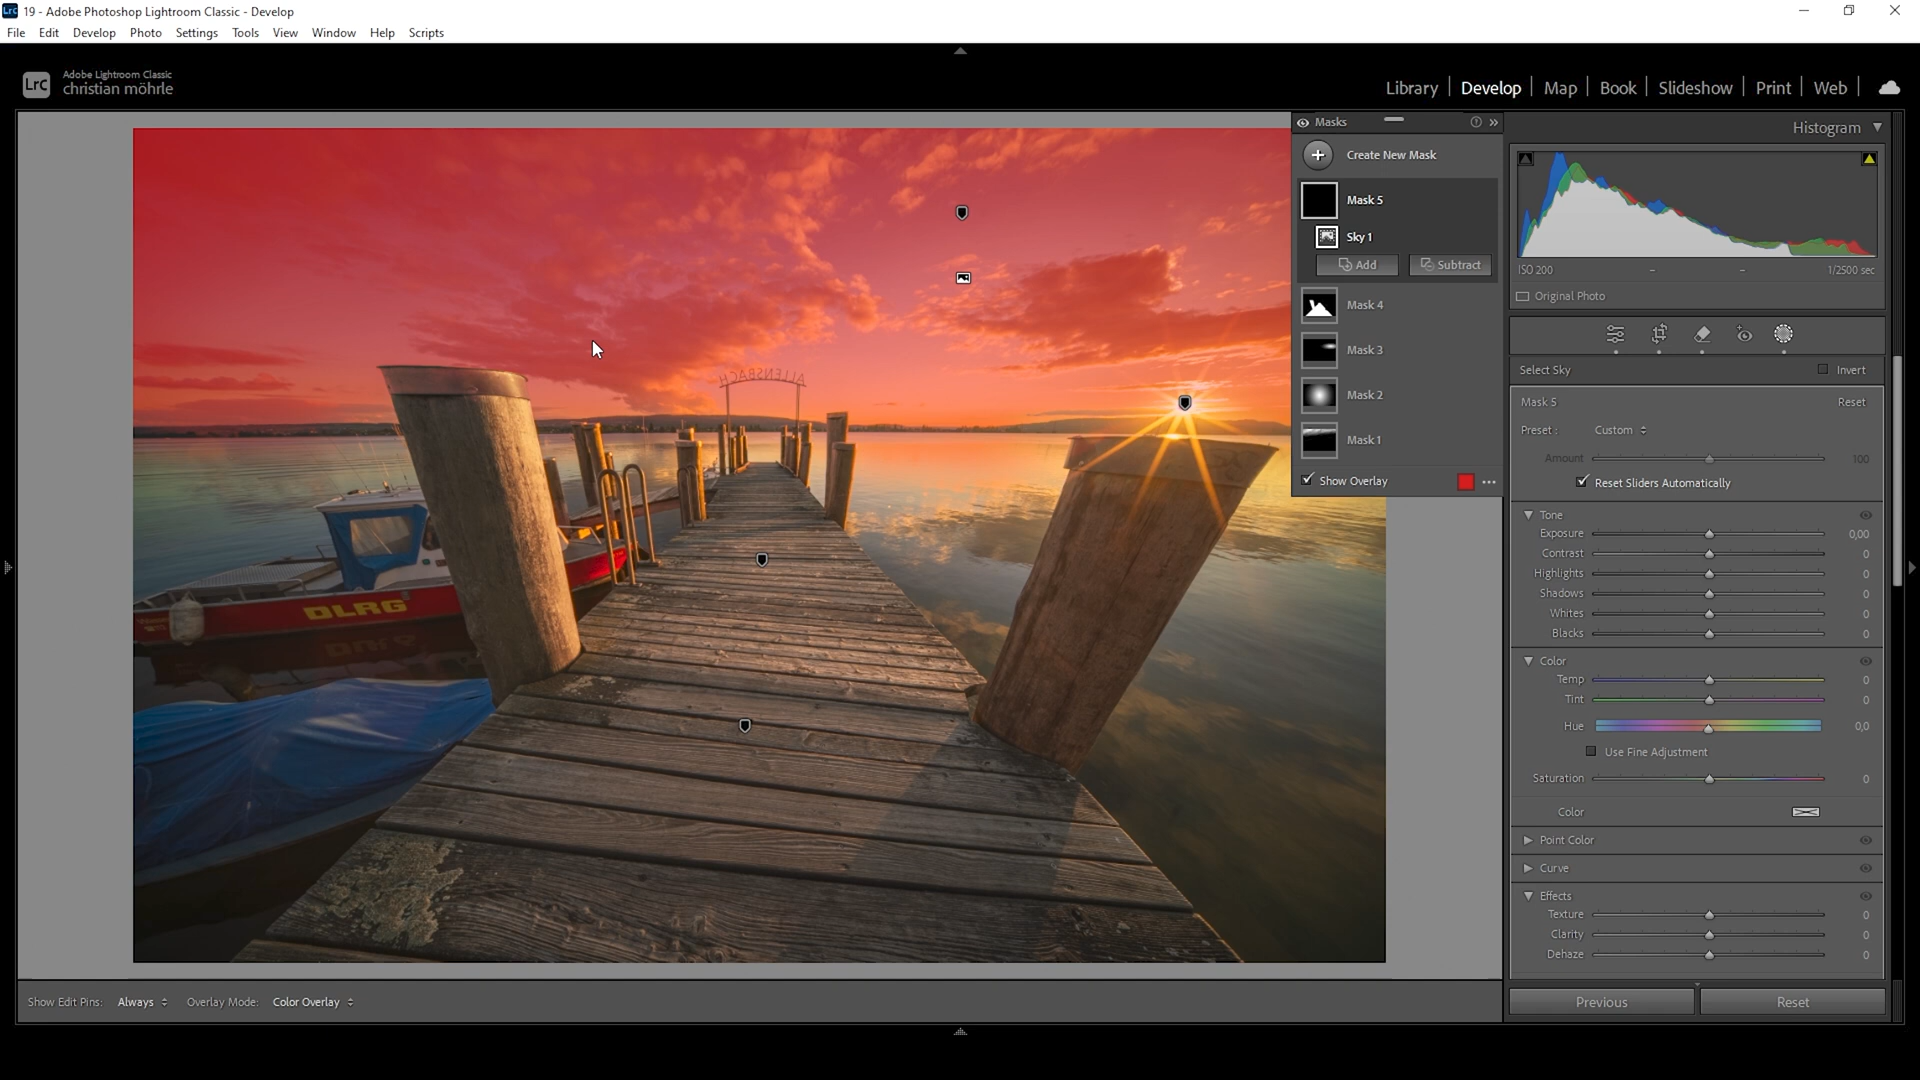 19 - Adobe Photoshop Lightroom Classic - Develop
File Edit Develop Photo Settings Tools View Window Help Scripts
LrC
Adobe Lightroom Classic
christian möhrle
Library Develop Map Book Slideshow Print Web
Masks
Histogram
Create New Mask
Mask 5
Sky 1
Add Subtract
Mask 4
Mask 3
Mask 2
Mask 1
Show Overlay
ISO 200 – – 1/2500 sec
Original Photo
Select Sky Invert
Mask 5 Reset
Preset : Custom
Amount 100
Reset Sliders Automatically
Tone
Exposure 0,00
Contrast 0
Highlights 0
Shadows 0
Whites 0
Blacks 0
Color
Temp 0
Tint 0
Hue 0,0
Use Fine Adjustment
Saturation 0
Color
Point Color
Curve
Effects
Texture 0
Clarity 0
Dehaze 0
Previous Reset
ALLENSBACH
DLRG
Show Edit Pins: Always Overlay Mode: Color Overlay